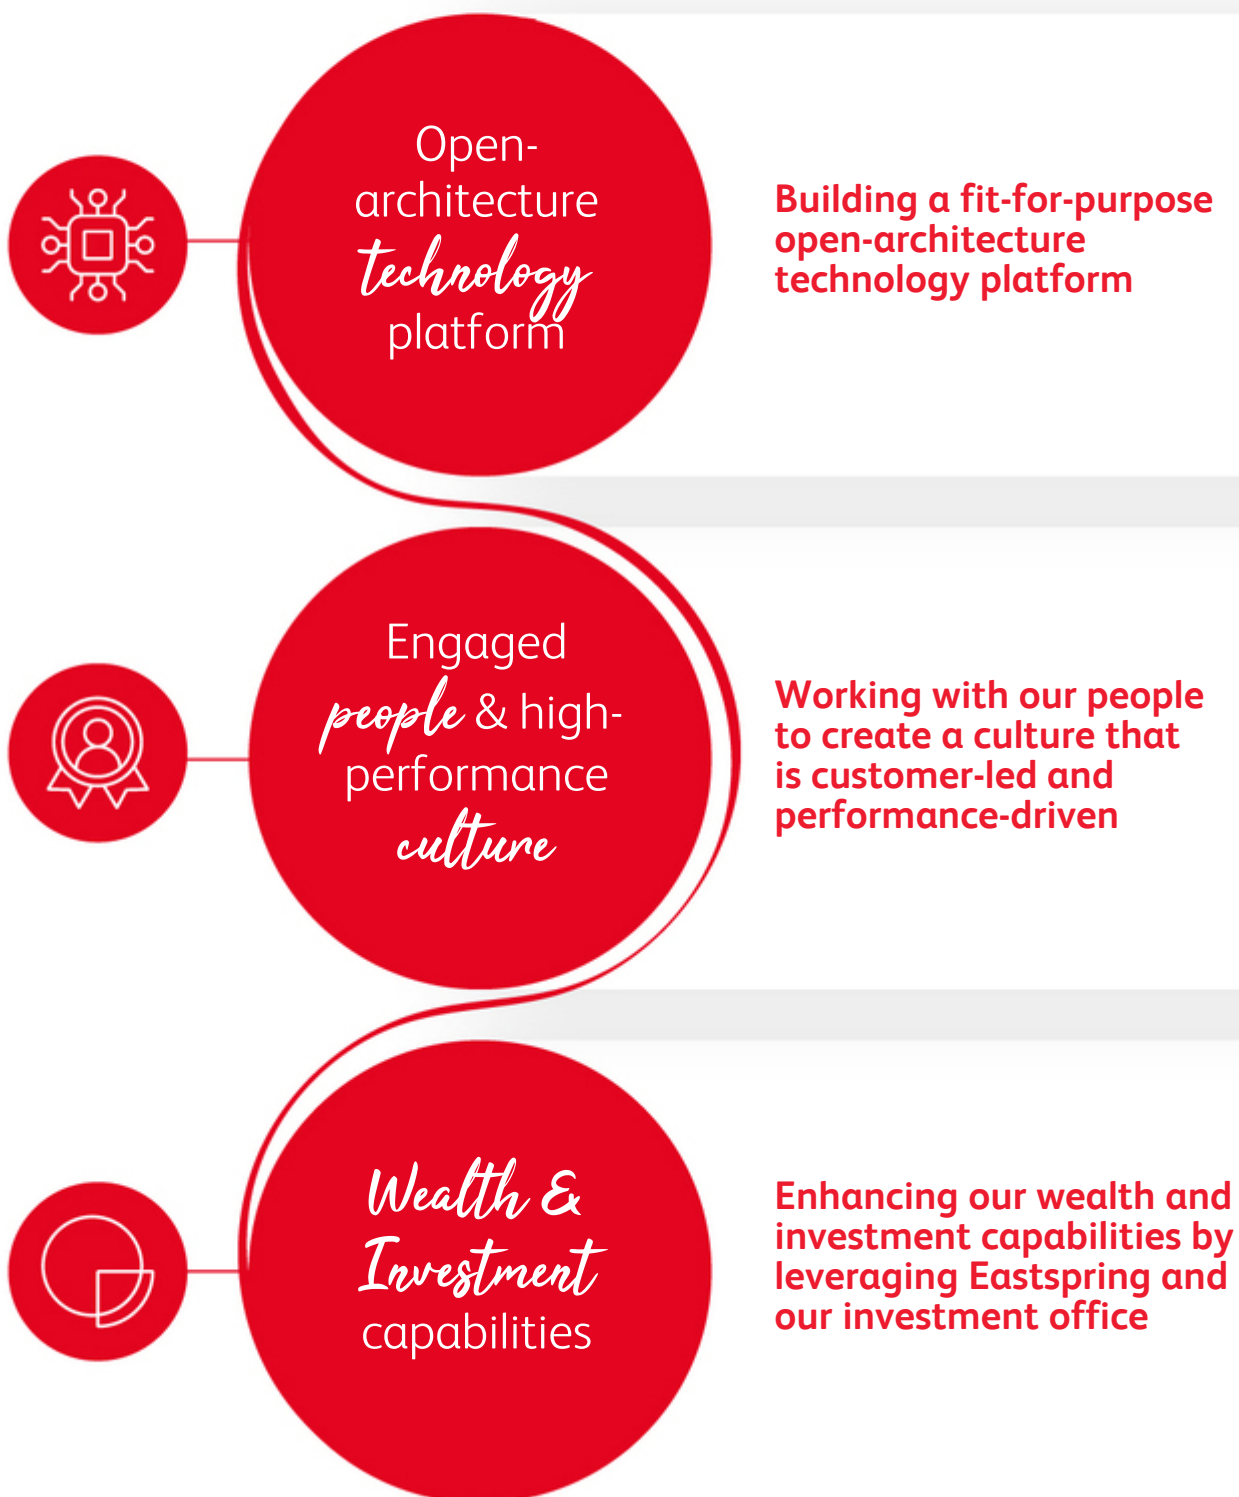 Open-
architecture
technology
platform
Building a fit-for-purpose
open-architecture
technology platform
Engaged
people & high-
performance
culture
Working with our people
to create a culture that
is customer-led and
performance-driven
Wealth &
Investment
capabilities
Enhancing our wealth and
investment capabilities by
leveraging Eastspring and
our investment office